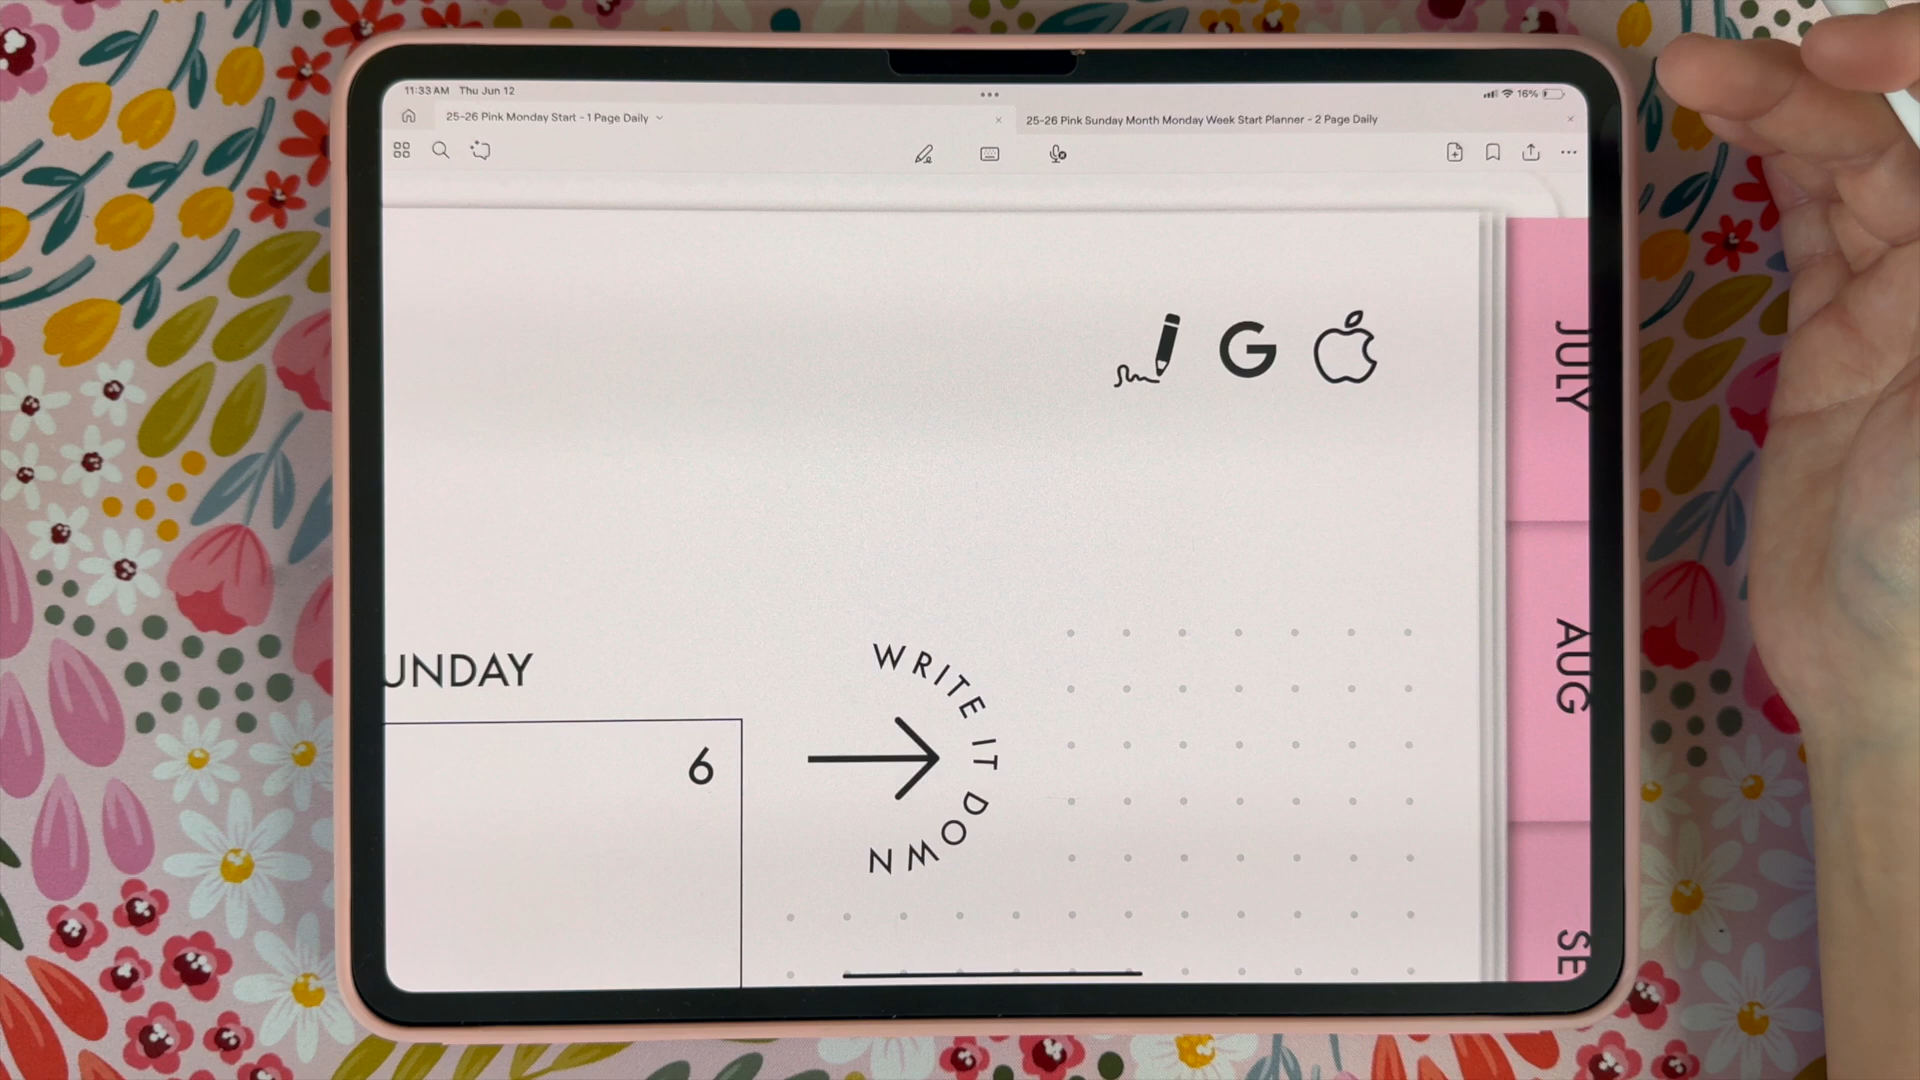 11:33 AM Thu Jun 12
16%
25-26 Pink Monday Start - 1 Page Daily
25-26 Pink Sunday Month Monday Week Start Planner - 2 Page Daily
G
JULY
AUG
SE
UNDAY
6
WRITE IT DOWN